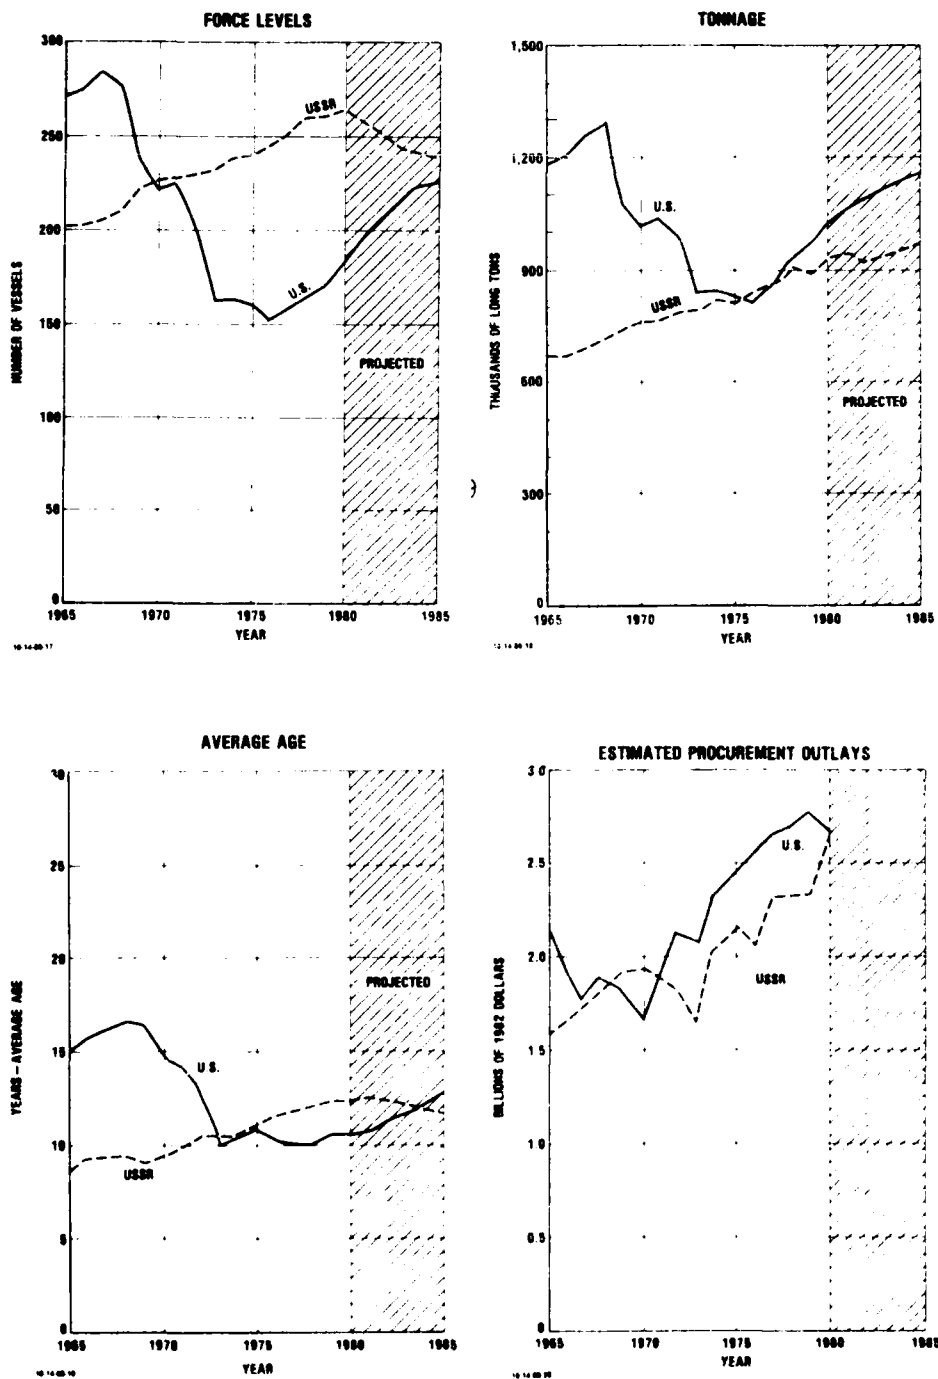 FORCE LEVELS
300
250
200
150
100
50
0
NUMBER OF VESSELS
USSR
U.S.
PROJECTED
1965 1970 1975 1980 1985
YEAR
TONNAGE
1,500
1,200
900
600
300
0
THOUSANDS OF LONG TONS
U.S.
USSR
PROJECTED
1965 1970 1975 1980 1985
YEAR
AVERAGE AGE
30
25
20
15
10
5
0
YEARS – AVERAGE AGE
U.S.
USSR
PROJECTED
1965 1970 1975 1980 1985
YEAR
ESTIMATED PROCUREMENT OUTLAYS
3.0
2.5
2.0
1.5
1.0
0.5
0
BILLIONS OF 1982 DOLLARS
U.S.
USSR
1965 1970 1975 1980 1985
YEAR